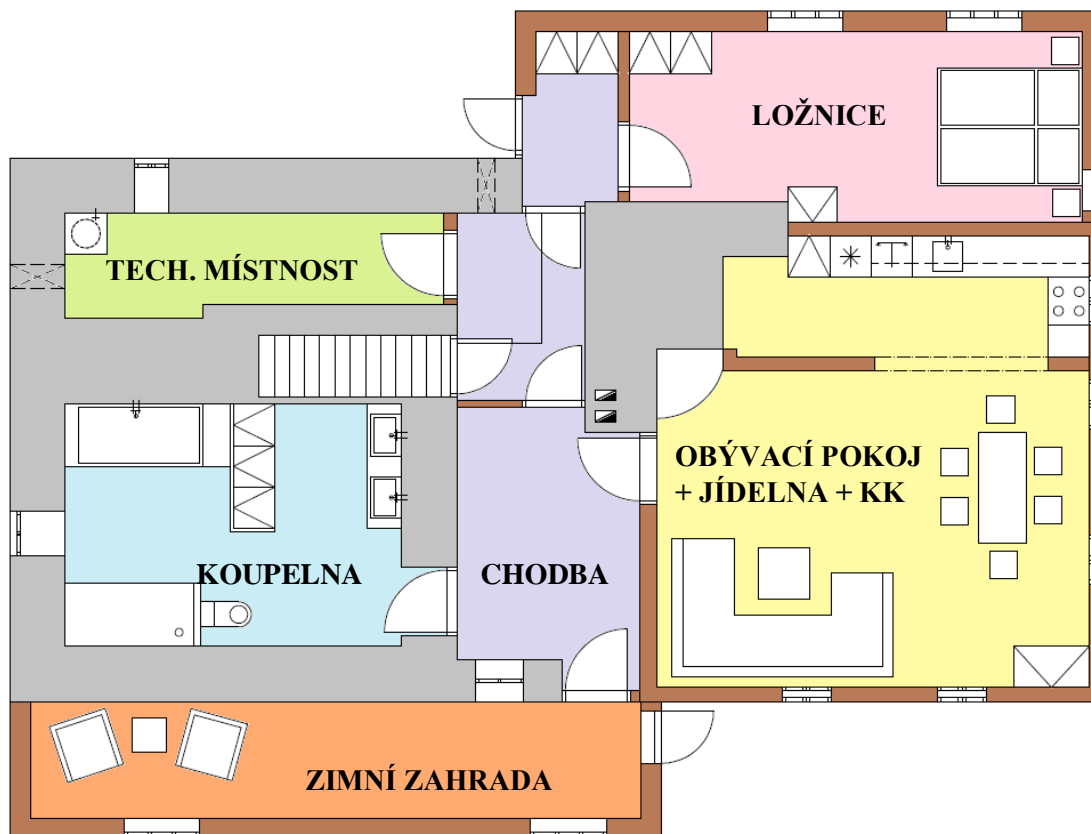 LOŽNICE
TECH. MÍSTNOST
OBÝVACÍ POKOJ
+ JÍDELNA + KK
KOUPELNA
CHODBA
ZIMNÍ ZAHRADA